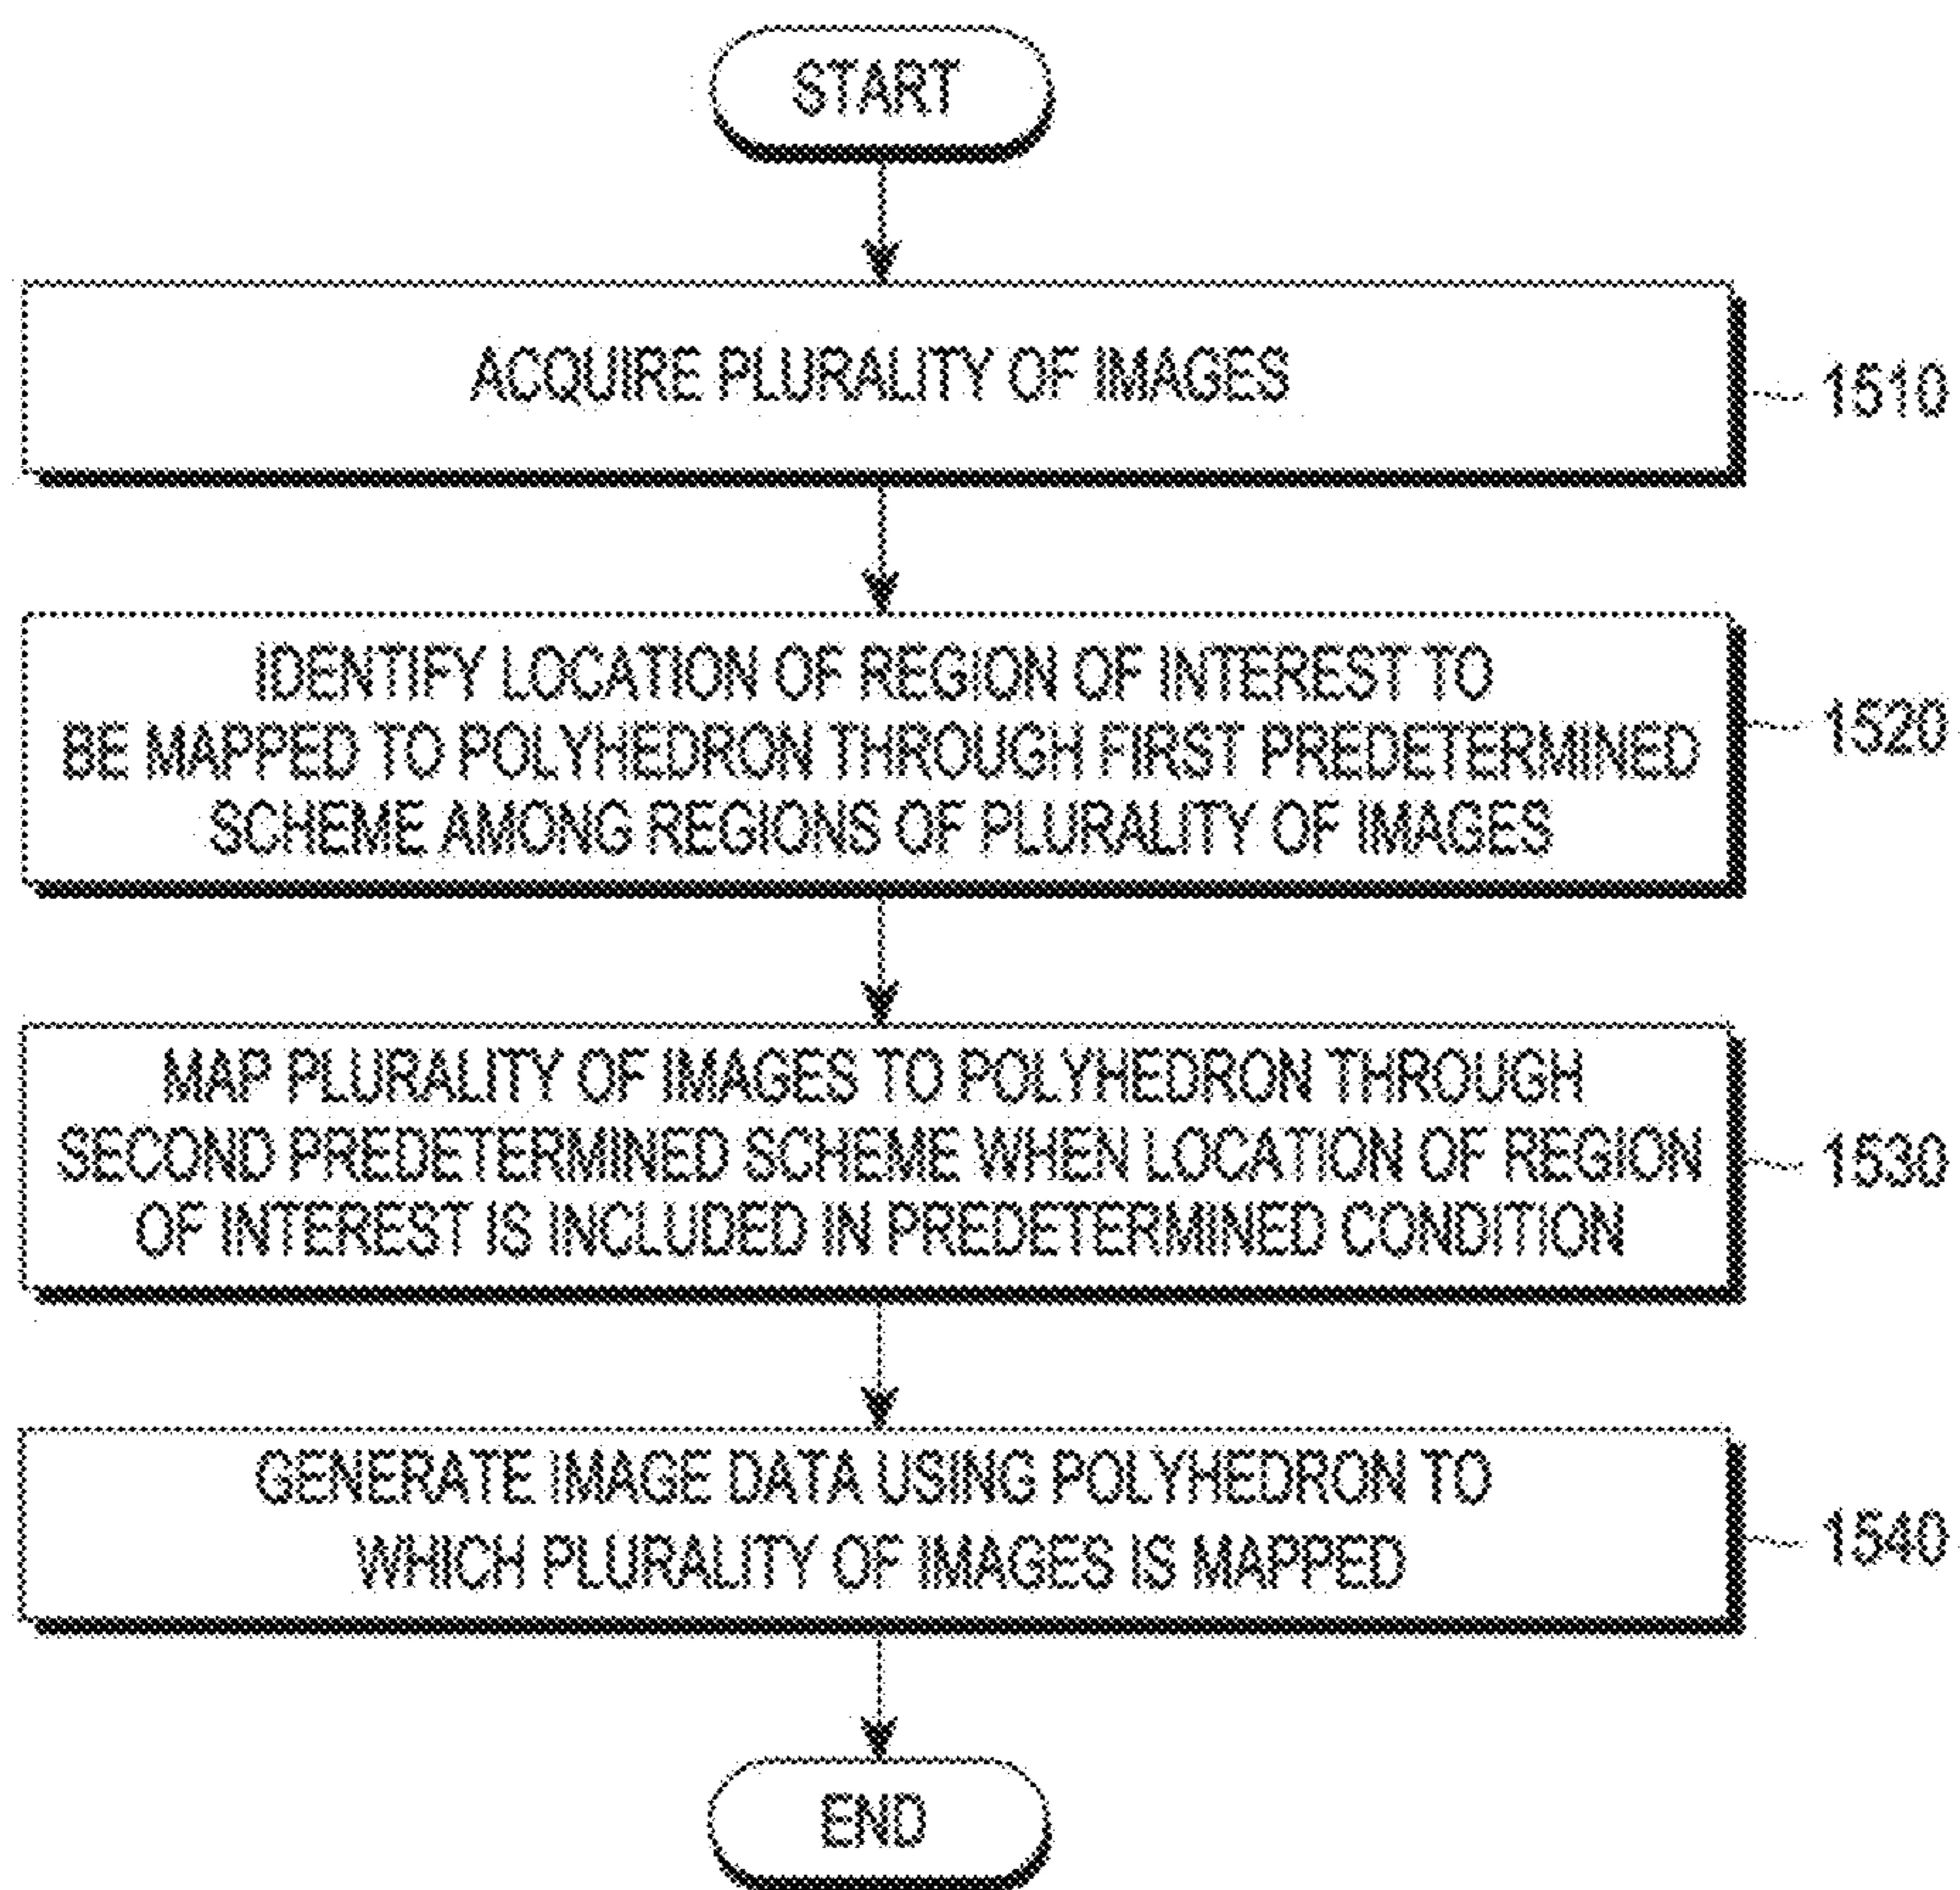 START
ACQUIRE PLURALITY OF IMAGES
1510
IDENTIFY LOCATION OF REGION OF INTEREST TO
BE MAPPED TO POLYHEDRON THROUGH FIRST PREDETERMINED
SCHEME AMONG REGIONS OF PLURALITY OF IMAGES
1520
MAP PLURALITY OF IMAGES TO POLYHEDRON THROUGH
SECOND PREDETERMINED SCHEME WHEN LOCATION OF REGION
OF INTEREST IS INCLUDED IN PREDETERMINED CONDITION
1530
GENERATE IMAGE DATA USING POLYHEDRON TO
WHICH PLURALITY OF IMAGES IS MAPPED
1540
END